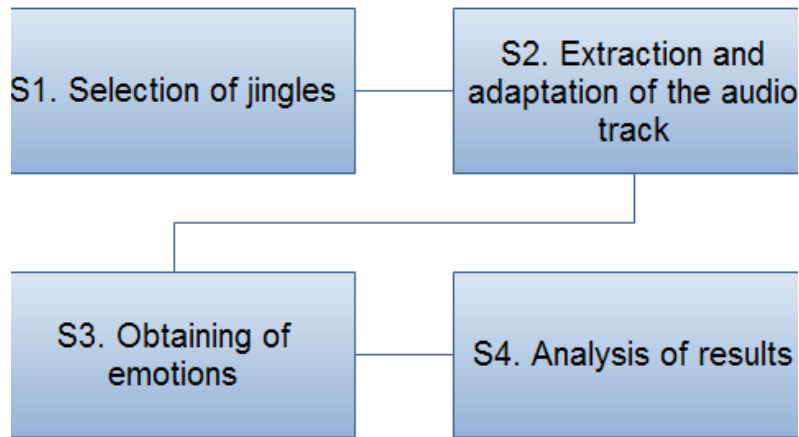 S1. Selection of jingles
S2. Extraction and
adaptation of the audio
track
S3. Obtaining of
emotions
S4. Analysis of results